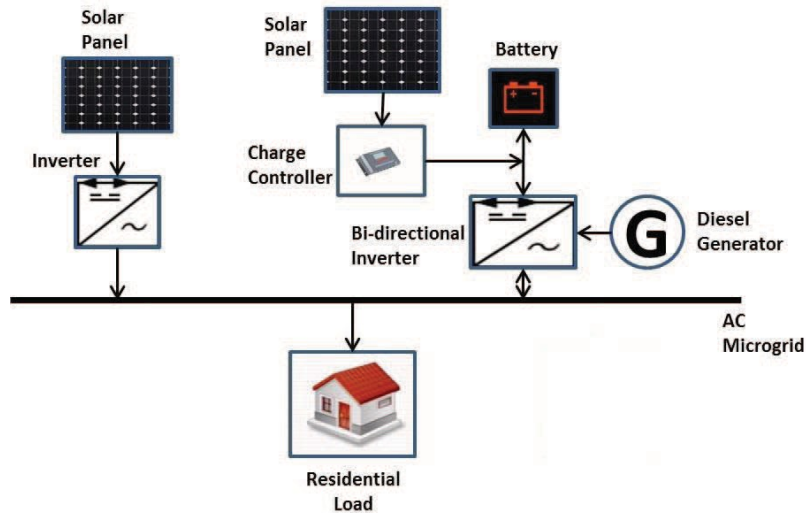 Solar
Panel
Solar
Panel
Battery
Inverter
Charge
Controller
Bi-directional
Inverter
G
Diesel
Generator
AC
Microgrid
Residential
Load